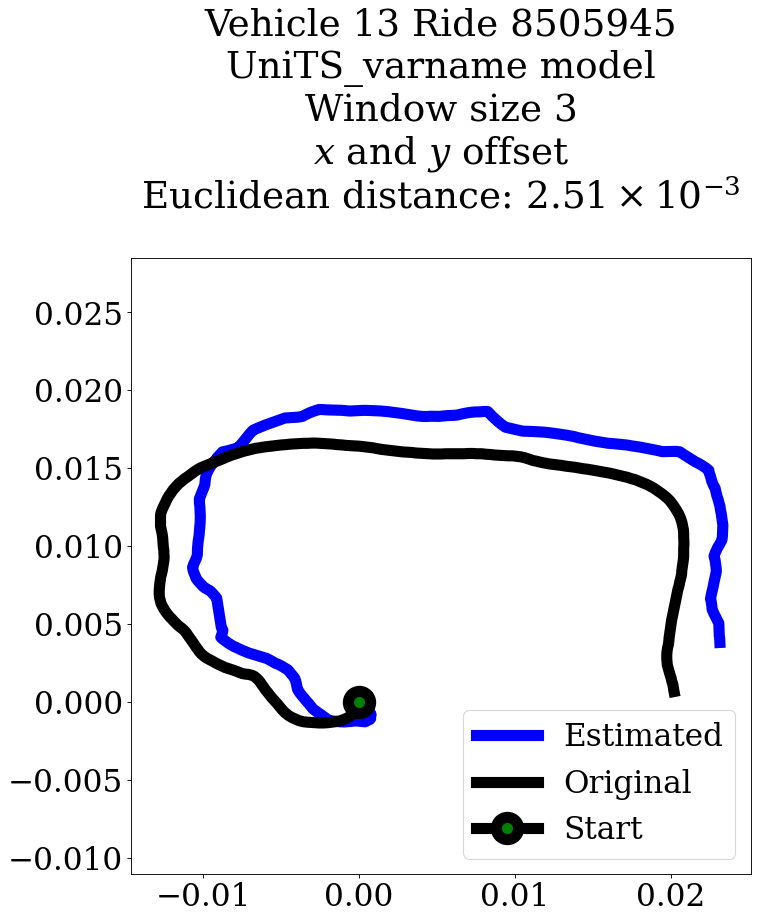 Vehicle 13 Ride 8505945
UniTS_varname model
Window size 3
x and y offset
Euclidean distance: 2.51 × 10⁻³
0.025
0.020
0.015
0.010
0.005
0.000
−0.005
−0.010
−0.01 0.00 0.01 0.02
Estimated
Original
Start